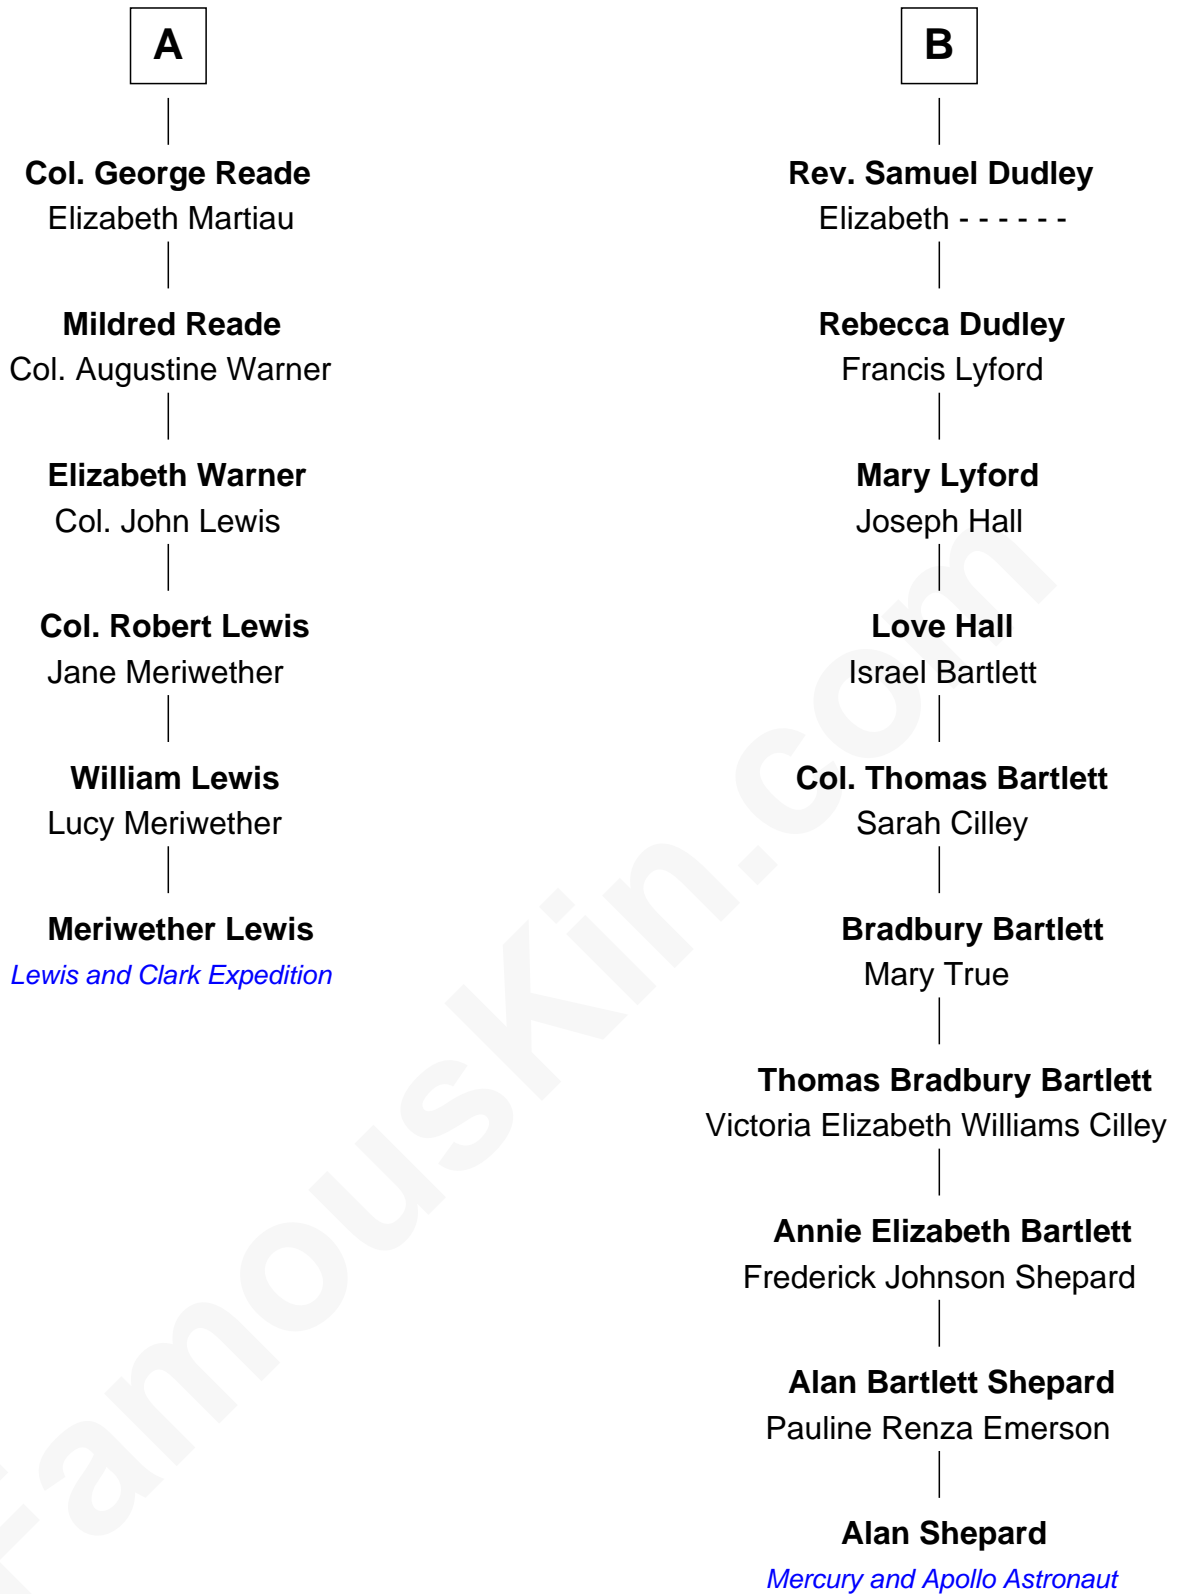 A
Col. George Reade
Elizabeth Martiau
Mildred Reade
Col. Augustine Warner
Elizabeth Warner
Col. John Lewis
Col. Robert Lewis
Jane Meriwether
William Lewis
Lucy Meriwether
Meriwether Lewis
Lewis and Clark Expedition
B
Rev. Samuel Dudley
Elizabeth - - - - - -
Rebecca Dudley
Francis Lyford
Mary Lyford
Joseph Hall
Love Hall
Israel Bartlett
Col. Thomas Bartlett
Sarah Cilley
Bradbury Bartlett
Mary True
Thomas Bradbury Bartlett
Victoria Elizabeth Williams Cilley
Annie Elizabeth Bartlett
Frederick Johnson Shepard
Alan Bartlett Shepard
Pauline Renza Emerson
Alan Shepard
Mercury and Apollo Astronaut
FamousKin.com